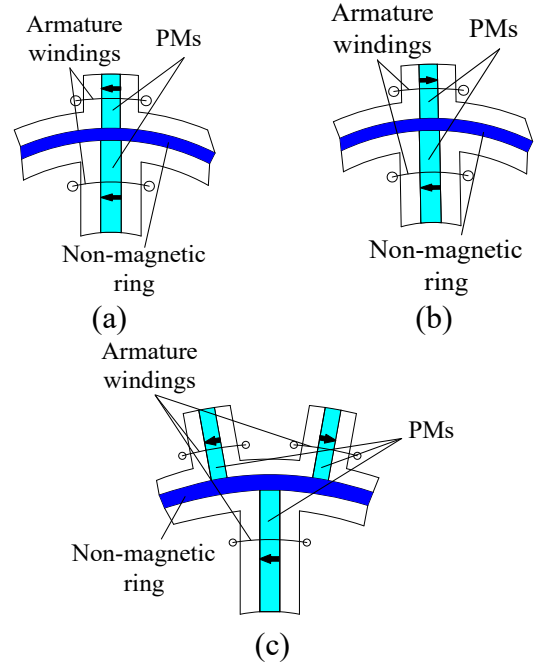 Armature
windings
PMs
Non-magnetic
ring
(a)
Armature
windings
PMs
Non-magnetic
ring
(b)
Armature
windings
PMs
Non-magnetic
ring
(c)